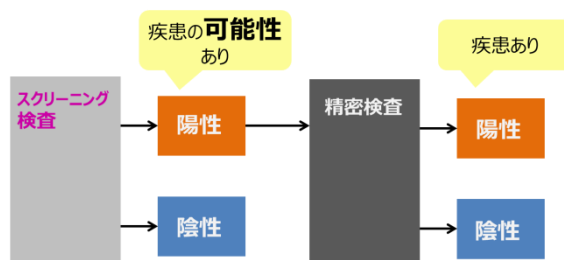 疾患の可能性
あり
疾患あり
スクリーニング
検査
陽性
精密検査
陽性
陰性
陰性